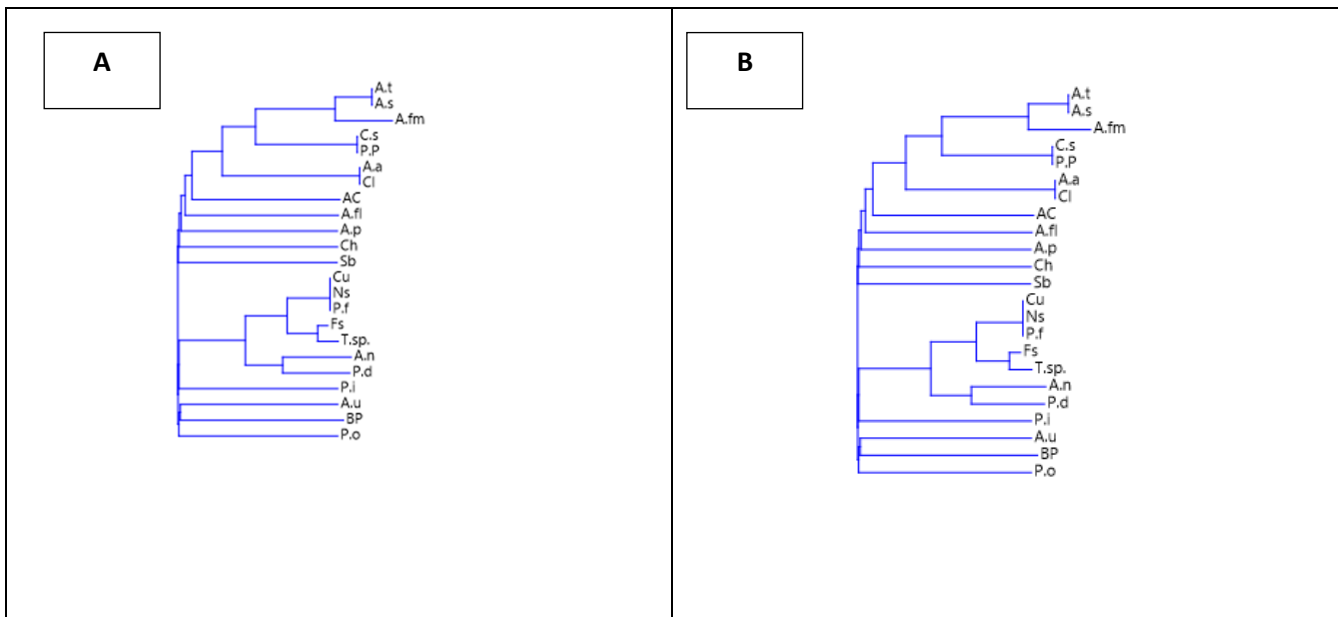 A
A.t
A.s
A.fm
C.s
P.P
A.a
Cl
AC
A.fl
A.p
Ch
Sb
Cu
Ns
P.f
Fs
T.sp.
A.n
P.d
P.i
A.u
BP
P.o
B
A.t
A.s
A.fm
C.s
P.P
A.a
Cl
AC
A.fl
A.p
Ch
Sb
Cu
Ns
P.f
Fs
T.sp.
A.n
P.d
P.i
A.u
BP
P.o